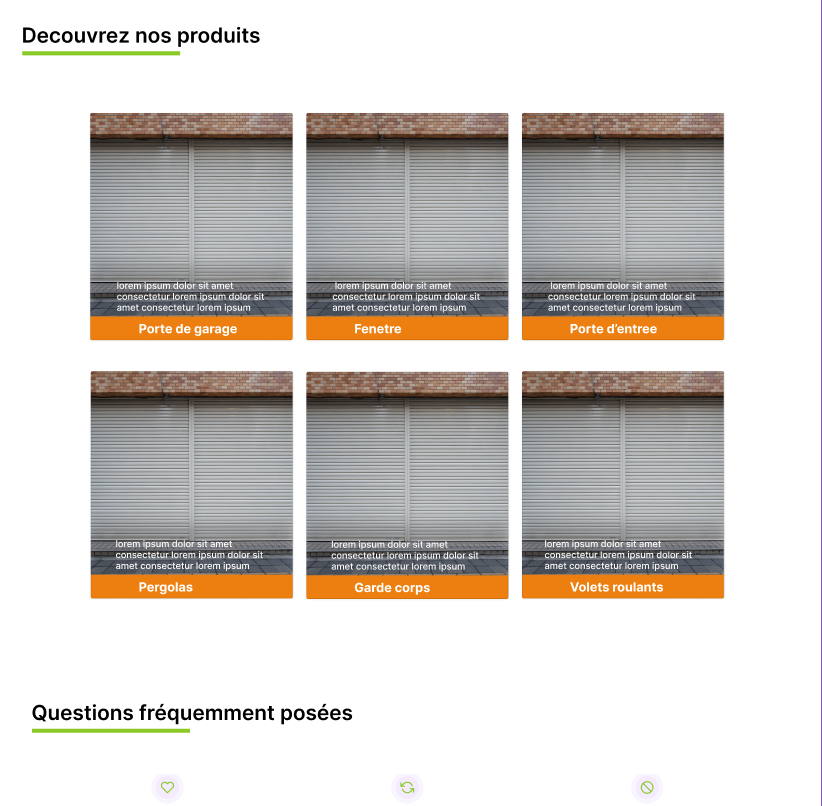 Decouvrez nos produits
lorem ipsum dolor sit amet
consectetur lorem ipsum dolor sit
amet consectetur lorem ipsum
Porte de garage
lorem ipsum dolor sit amet
consectetur lorem ipsum dolor sit
amet consectetur lorem ipsum
Fenetre
lorem ipsum dolor sit amet
consectetur lorem ipsum dolor sit
amet consectetur lorem ipsum
Porte d'entree
lorem ipsum dolor sit amet
consectetur lorem ipsum dolor sit
amet consectetur lorem ipsum
Pergolas
lorem ipsum dolor sit amet
consectetur lorem ipsum dolor sit
amet consectetur lorem ipsum
Garde corps
lorem ipsum dolor sit amet
consectetur lorem ipsum dolor sit
amet consectetur lorem ipsum
Volets roulants
Questions fréquemment posées